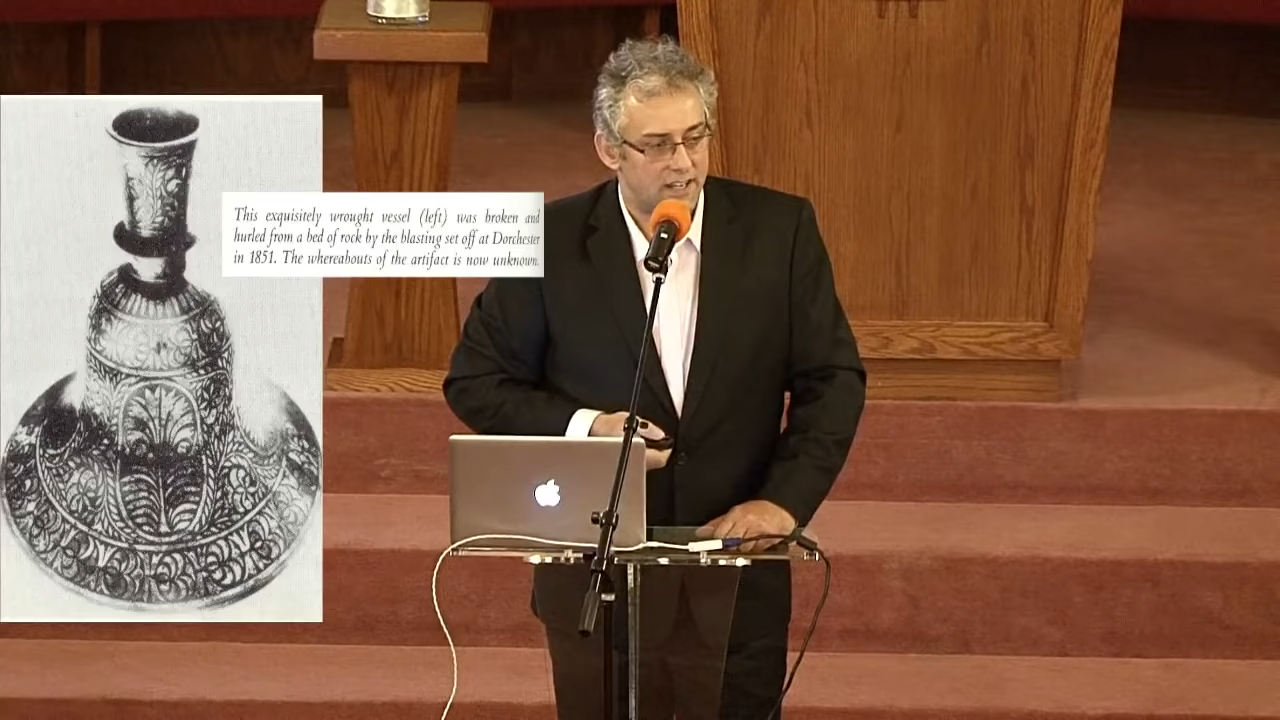 This exquisitely wrought vessel (left) was broken and
hurled from a bed of rock by the blasting set off at Dorchester
in 1851. The whereabouts of the artifact is now unknown.